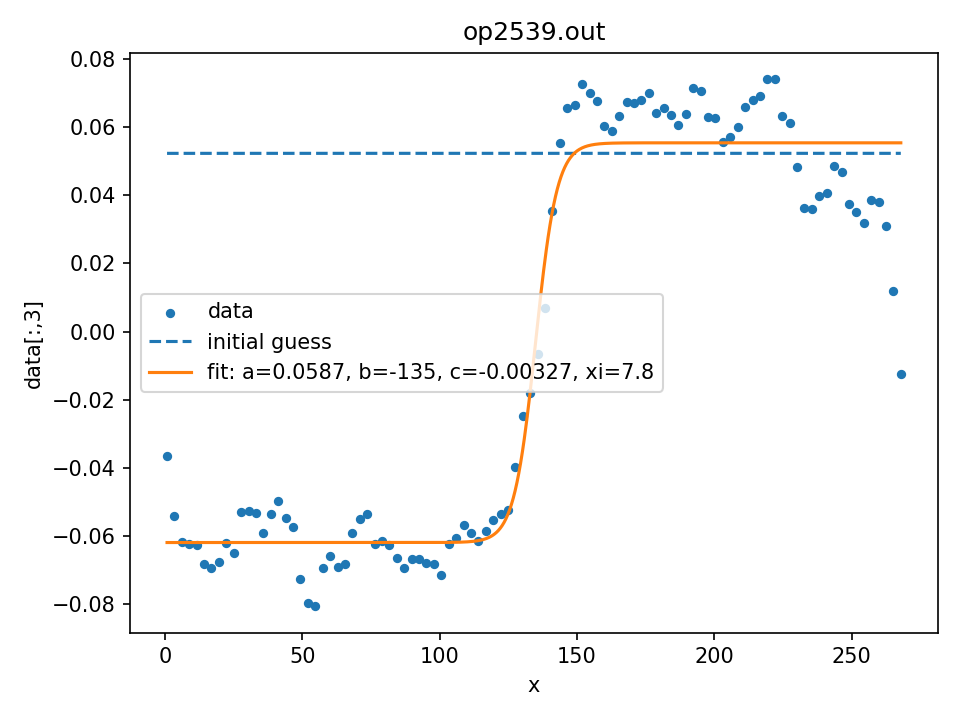 op2539.out
0.08
0.06
0.04
0.02
0.00
−0.02
−0.04
−0.06
−0.08
data[:,3]
data
initial guess
fit: a=0.0587, b=-135, c=-0.00327, xi=7.8
0 50 100 150 200 250
x